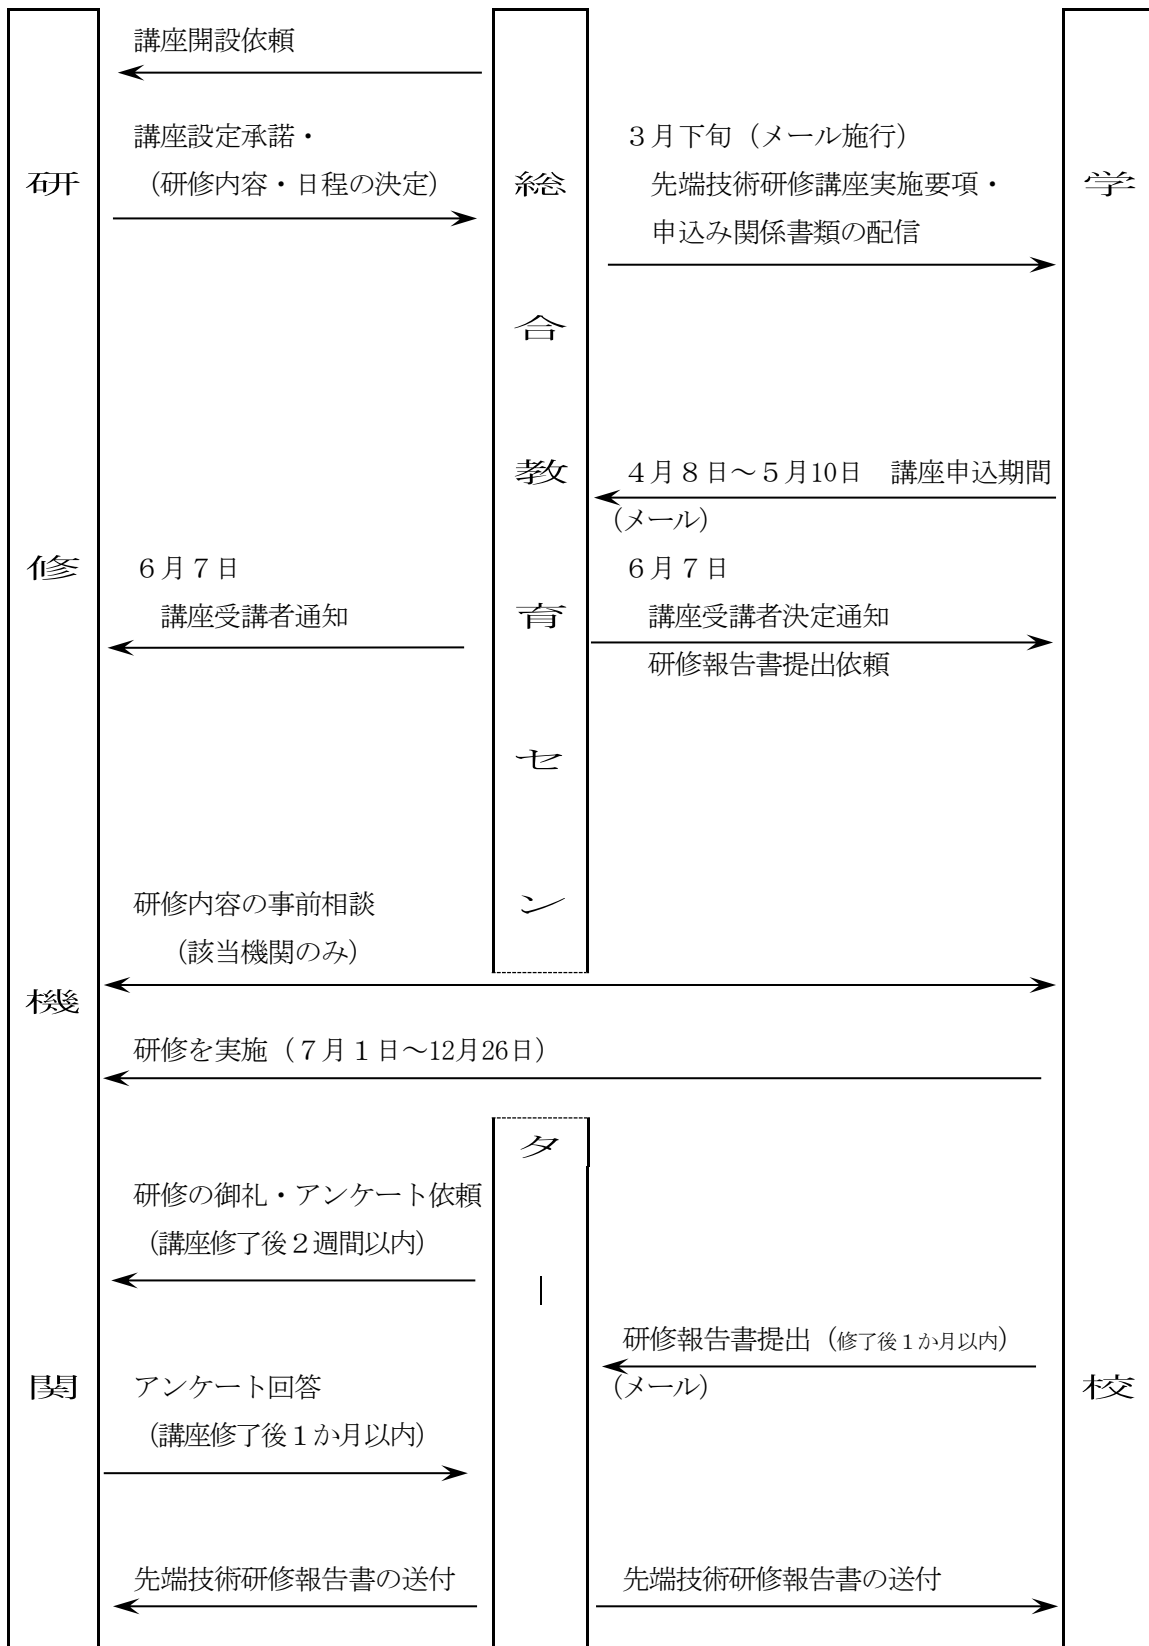 講座開設依頼
講座設定承諾・
（研修内容・日程の決定）
３月下旬（メール施行）
先端技術研修講座実施要項・
申込み関係書類の配信
４月８日～５月10日　講座申込期間
（メール）
６月７日
講座受講者通知
６月７日
講座受講者決定通知
研修報告書提出依頼
研修内容の事前相談
（該当機関のみ）
研修を実施（７月１日～12月26日）
研修の御礼・アンケート依頼
（講座修了後２週間以内）
研修報告書提出（修了後１か月以内）
（メール）
アンケート回答
（講座修了後１か月以内）
先端技術研修報告書の送付
先端技術研修報告書の送付
研修機関
総合教育センター
学校